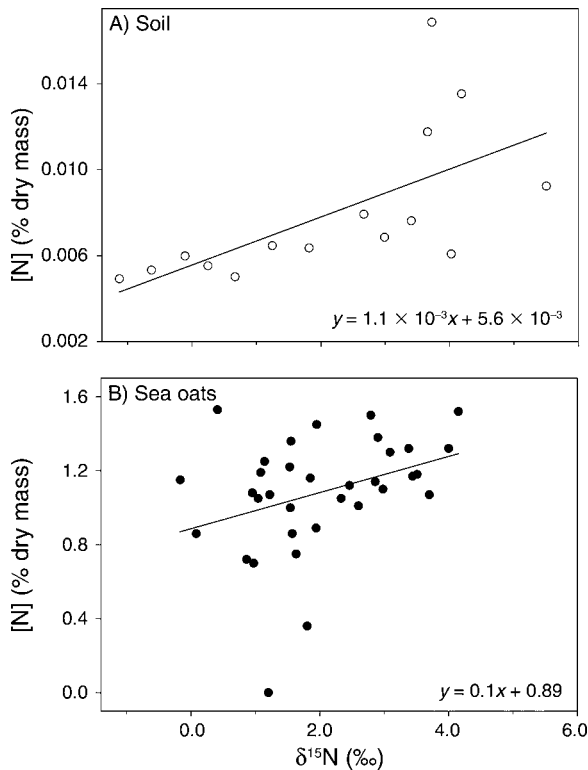 A) Soil
0.014
0.010
0.006
0.002
[N] (% dry mass)
y = 1.1 × 10⁻³x + 5.6 × 10⁻³
B) Sea oats
1.6
1.2
0.8
0.4
0.0
[N] (% dry mass)
y = 0.1x + 0.89
0.0 2.0 4.0 6.0
δ¹⁵N (‰)